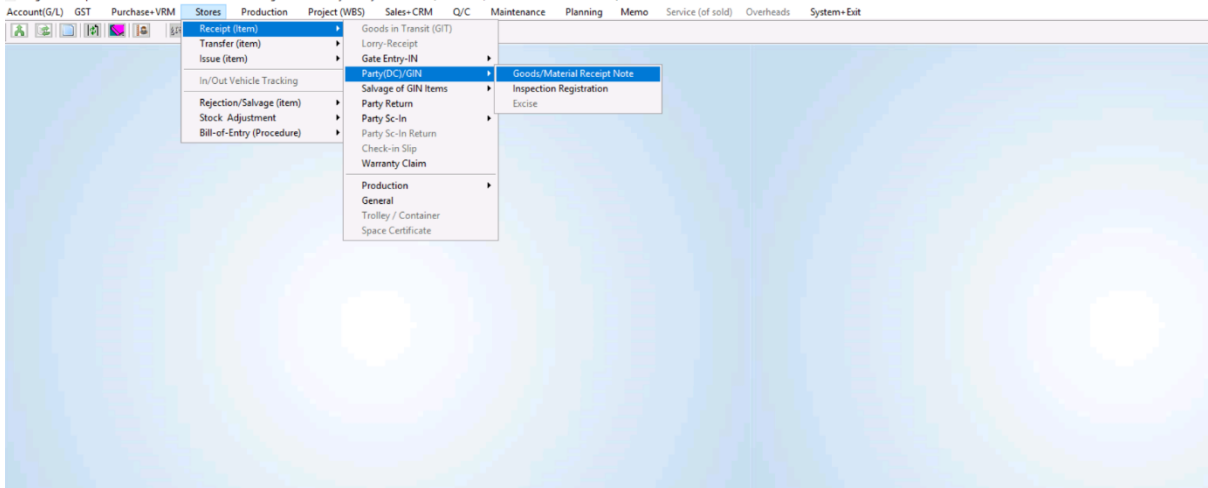 Account(G/L) GST Purchase+VRM Stores Production Project (WBS) Sales+CRM Q/C Maintenance Planning Memo Service (of sold) Overheads System+Exit
Receipt (Item)
Transfer (item)
Issue (item)
In/Out Vehicle Tracking
Rejection/Salvage (item)
Stock Adjustment
Bill-of-Entry (Procedure)
Goods in Transit (GIT)
Lorry-Receipt
Gate Entry-IN
Party(DC)/GIN
Salvage of GIN Items
Party Return
Party Sc-In
Party Sc-In Return
Check-in Slip
Warranty Claim
Production
General
Trolley / Container
Space Certificate
Goods/Material Receipt Note
Inspection Registration
Excise